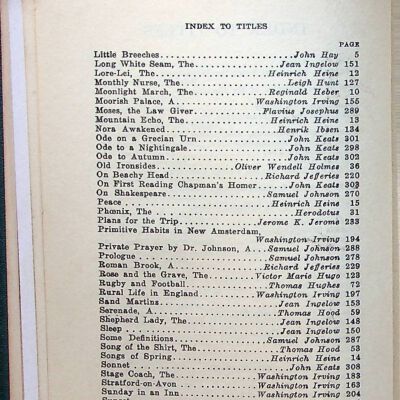 INDEX TO TITLES
PAGE
Little Breeches John Hay 5
Long White Seam, The Jean Ingelow 151
Lore-Lei, The Heinrich Heine 12
Monthly Nurse, The Leigh Hunt 127
Moonlight March, The Reginald Heber 10
Moorish Palace, A Washington Irving 155
Moses, the Law Giver Flavius Josephus 289
Mountain Echo, The Heinrich Heine 13
Nora Awakened Henrik Ibsen 134
Ode on a Grecian Urn John Keats 301
Ode to a Nightingale John Keats 298
Ode to Autumn John Keats 302
Old Ironsides Oliver Wendell Holmes 36
On Beachy Head Richard Jefferies 220
On First Reading Chapman's Homer John Keats 303
On Shakespeare Samuel Johnson 270
Peace Heinrich Heine 15
Phœnix, The Herodotus 31
Plans for the Trip Jerome K. Jerome 233
Primitive Habits in New Amsterdam,
Washington Irving 194
Private Prayer by Dr. Johnson, A Samuel Johnson 288
Prologue Samuel Johnson 278
Roman Brook, A Richard Jefferies 229
Rose and the Grave, The Victor Marie Hugo 123
Rugby and Football Thomas Hughes 72
Rural Life in England Washington Irving 197
Sand Martins Jean Ingelow 153
Serenade, A Thomas Hood 59
Shepherd Lady, The Jean Ingelow 148
Sleep Jean Ingelow 150
Some Definitions Samuel Johnson 287
Song of the Shirt, The Thomas Hood 53
Songs of Spring Heinrich Heine 14
Sonnet John Keats 308
Stage Coach, The Washington Irving 183
Stratford-on-Avon Washington Irving 163
Sunday in an Inn Washington Irving 204